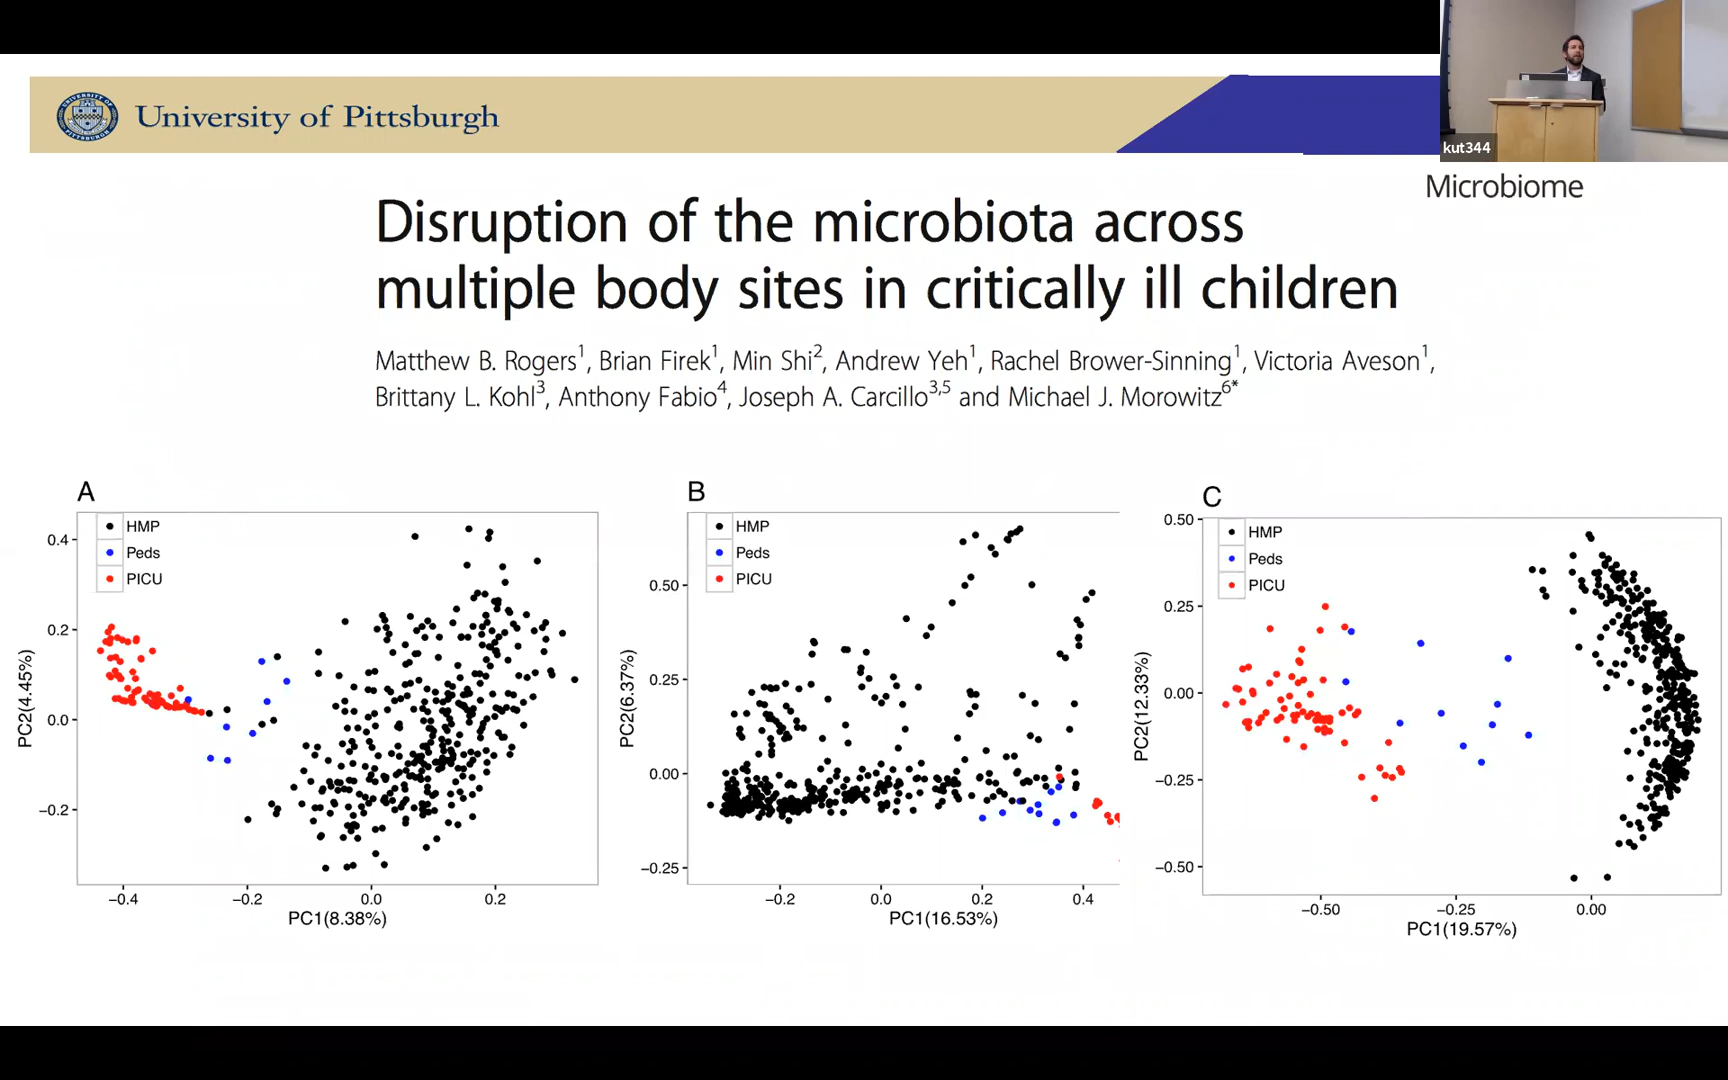 University of Pittsburgh
kut344
Microbiome
Disruption of the microbiota across
multiple body sites in critically ill children
Matthew B. Rogers1, Brian Firek1, Min Shi2, Andrew Yeh1, Rachel Brower-Sinning1, Victoria Aveson1,
Brittany L. Kohl3, Anthony Fabio4, Joseph A. Carcillo3,5 and Michael J. Morowitz6*
A
HMP
Peds
PICU
0.4
0.2
0.0
−0.2
PC2(4.45%)
−0.4
−0.2
0.0
0.2
PC1(8.38%)
B
HMP
Peds
PICU
0.50
0.25
0.00
−0.25
PC2(6.37%)
−0.2
0.0
0.2
0.4
PC1(16.53%)
C
HMP
Peds
PICU
0.50
0.25
0.00
−0.25
−0.50
PC2(12.33%)
−0.50
−0.25
0.00
PC1(19.57%)